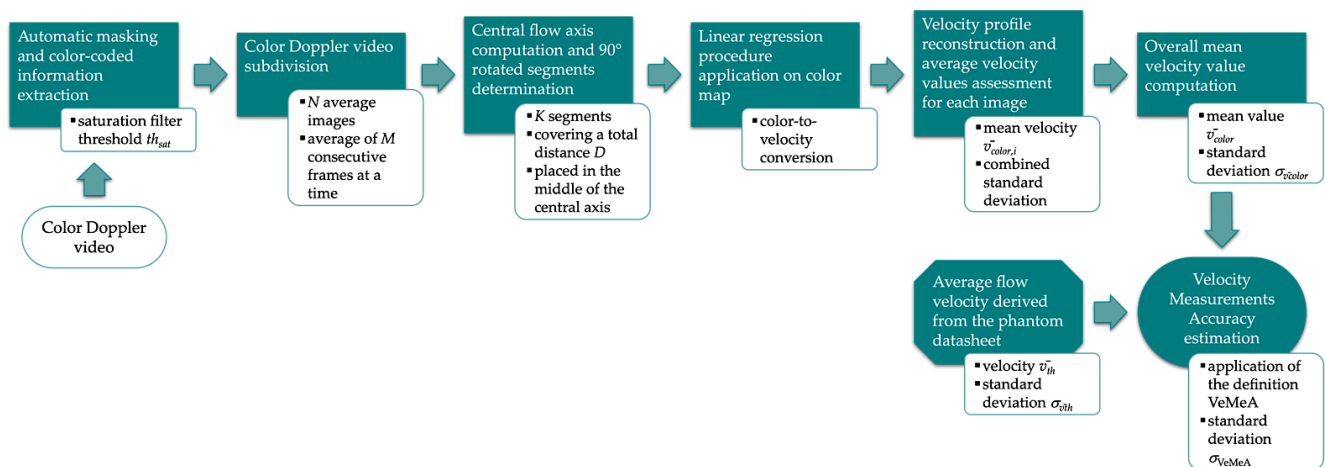 Automatic masking
and color-coded
information
extraction
▪ saturation filter
threshold th_sat
Color Doppler
video
Color Doppler video
subdivision
▪ N average
images
▪ average of M
consecutive
frames at a
time
Central flow axis
computation and 90°
rotated segments
determination
▪ K segments
▪ covering a total
distance D
▪ placed in the
middle of the
central axis
Linear regression
procedure
application on color
map
▪ color-to-
velocity
conversion
Velocity profile
reconstruction and
average velocity
values assessment
for each image
▪ mean velocity
v̄_color,i
▪ combined
standard
deviation
Overall mean
velocity value
computation
▪ mean value
v̄_color
▪ standard
deviation σ_v̄color
Average flow
velocity derived
from the phantom
datasheet
▪ velocity v̄_th
▪ standard
deviation σ_v̄th
Velocity
Measurements
Accuracy
estimation
▪ application of
the definition
VeMeA
▪ standard
deviation
σ_VeMeA